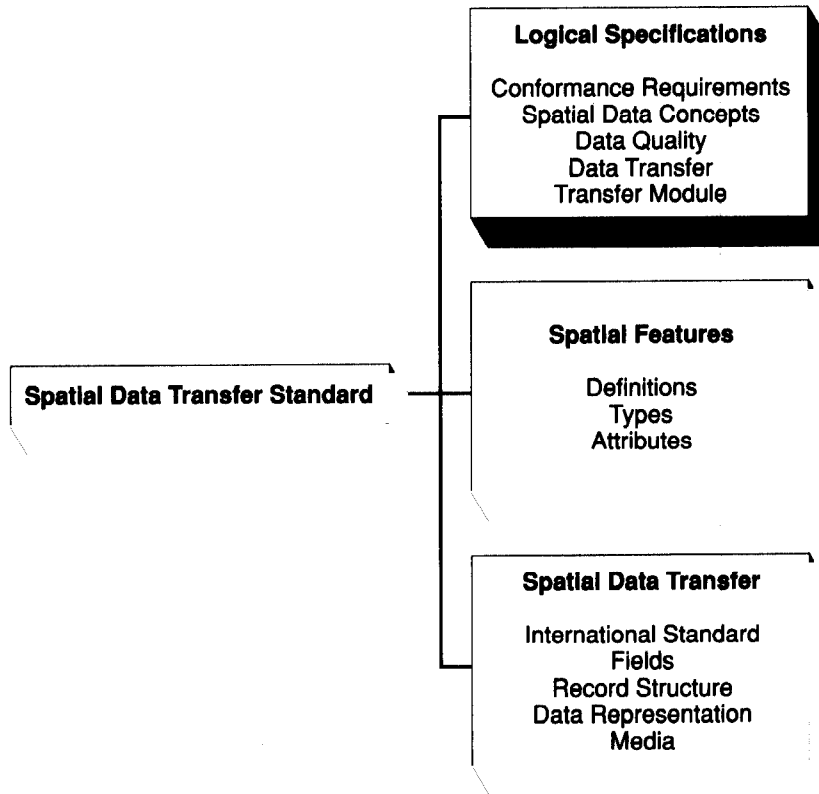 Logical Specifications
Conformance Requirements
Spatial Data Concepts
Data Quality
Data Transfer
Transfer Module
Spatial Data Transfer Standard
Spatial Features
Definitions
Types
Attributes
Spatial Data Transfer
International Standard
Fields
Record Structure
Data Representation
Media